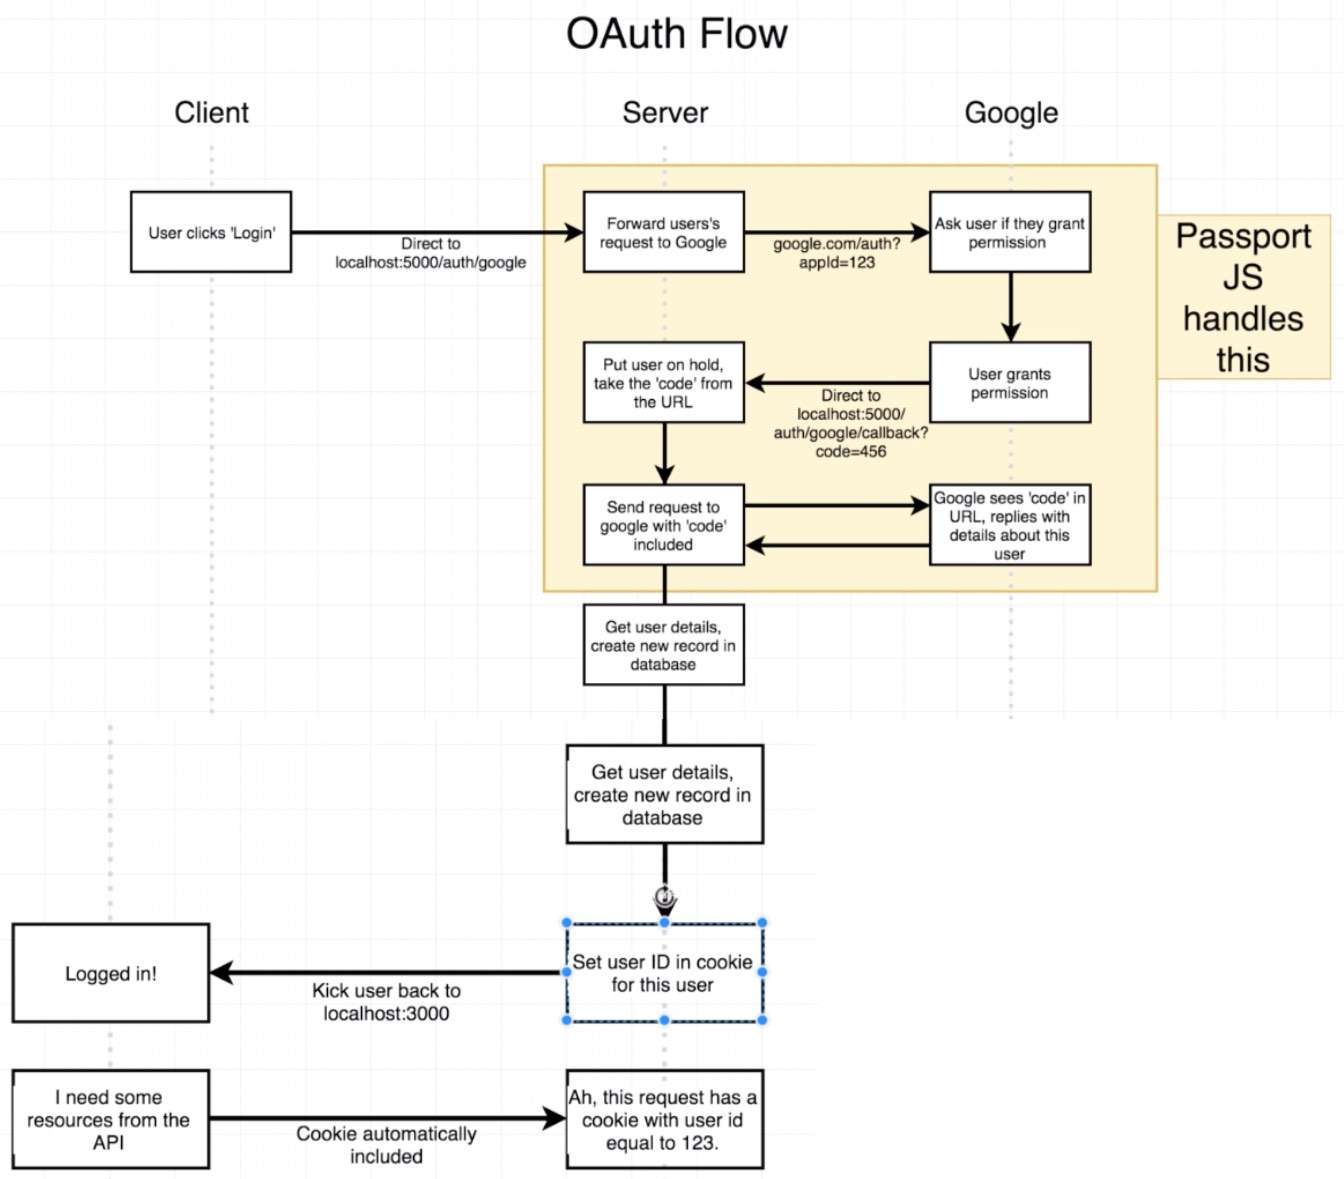 OAuth Flow
Client
Server
Google
User clicks 'Login'
Direct to
localhost:5000/auth/google
Forward users's
request to Google
google.com/auth?
appId=123
Ask user if they grant
permission
Passport
JS
handles
this
Put user on hold,
take the 'code' from
the URL
Direct to
localhost:5000/
auth/google/callback?
code=456
User grants
permission
Send request to
google with 'code'
included
Google sees 'code' in
URL, replies with
details about this
user
Get user details,
create new record in
database
Get user details,
create new record in
database
Logged in!
Kick user back to
localhost:3000
Set user ID in cookie
for this user
I need some
resources from the
API
Cookie automatically
included
Ah, this request has a
cookie with user id
equal to 123.